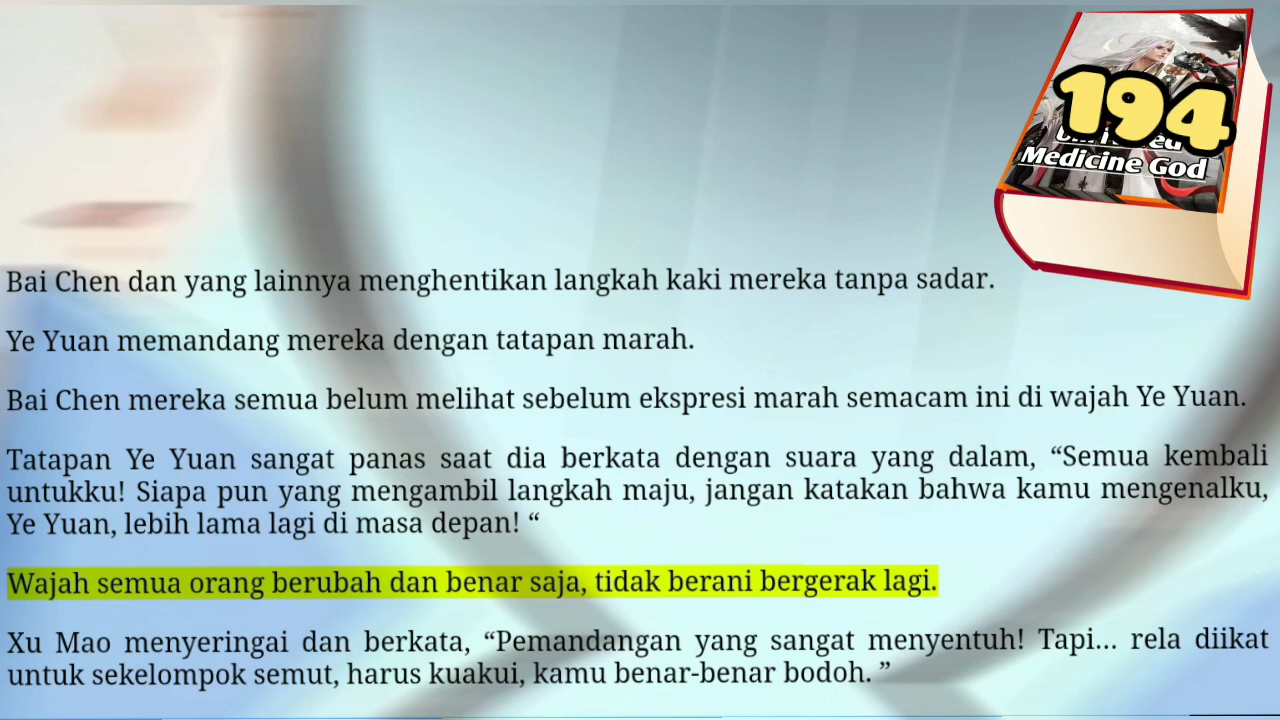 194
Medicine God
Bai Chen dan yang lainnya menghentikan langkah kaki mereka tanpa sadar.
Ye Yuan memandang mereka dengan tatapan marah.
Bai Chen mereka semua belum melihat sebelum ekspresi marah semacam ini di wajah Ye Yuan.
Tatapan Ye Yuan sangat panas saat dia berkata dengan suara yang dalam, “Semua kembali
untukku! Siapa pun yang mengambil langkah maju, jangan katakan bahwa kamu mengenalku,
Ye Yuan, lebih lama lagi di masa depan! “
Wajah semua orang berubah dan benar saja, tidak berani bergerak lagi.
Xu Mao menyeringai dan berkata, “Pemandangan yang sangat menyentuh! Tapi… rela diikat
untuk sekelompok semut, harus kuakui, kamu benar-benar bodoh. ”